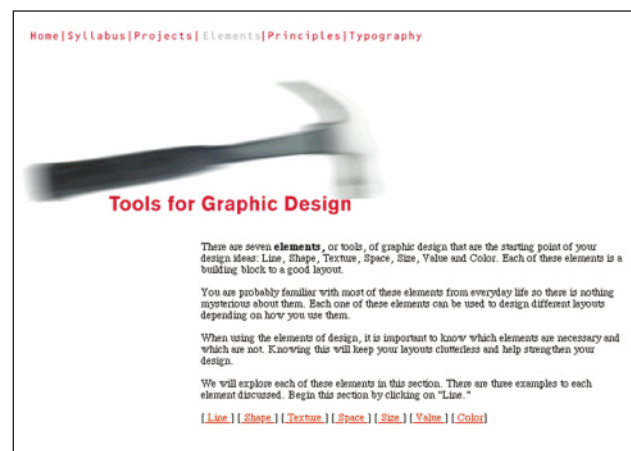 Home|Syllabus|Projects|Elements|Principles|Typography
Tools for Graphic Design
There are seven elements, or tools, of graphic design that are the starting point of your
design ideas: Line, Shape, Texture, Space, Size, Value and Color. Each of these elements is a
building block to a good layout.
You are probably familiar with most of these elements from everyday life so there is nothing
mysterious about them. Each one of these elements can be used to design different layouts
depending on how you use them.
When using the elements of design, it is important to know which elements are necessary and
which are not. Knowing this will keep your layouts clutterless and help strengthen your
design.
We will explore each of these elements in this section. There are three examples to each
element discussed. Begin this section by clicking on "Line."
[ Line ] [ Shape ] [ Texture ] [ Space ] [ Size ] [ Value ] [ Color]